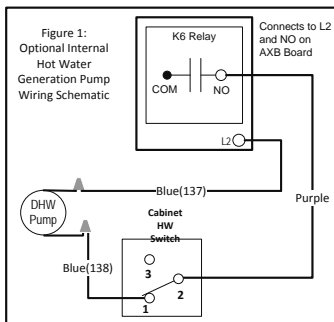 Figure 1:
Optional Internal
Hot Water
Generation Pump
Wiring Schematic
K6 Relay
COM
NO
L2
Connects to L2
and NO on
AXB Board
Blue(137)
Purple
DHW
Pump
Cabinet
HW
Switch
Blue(138)
3
2
1